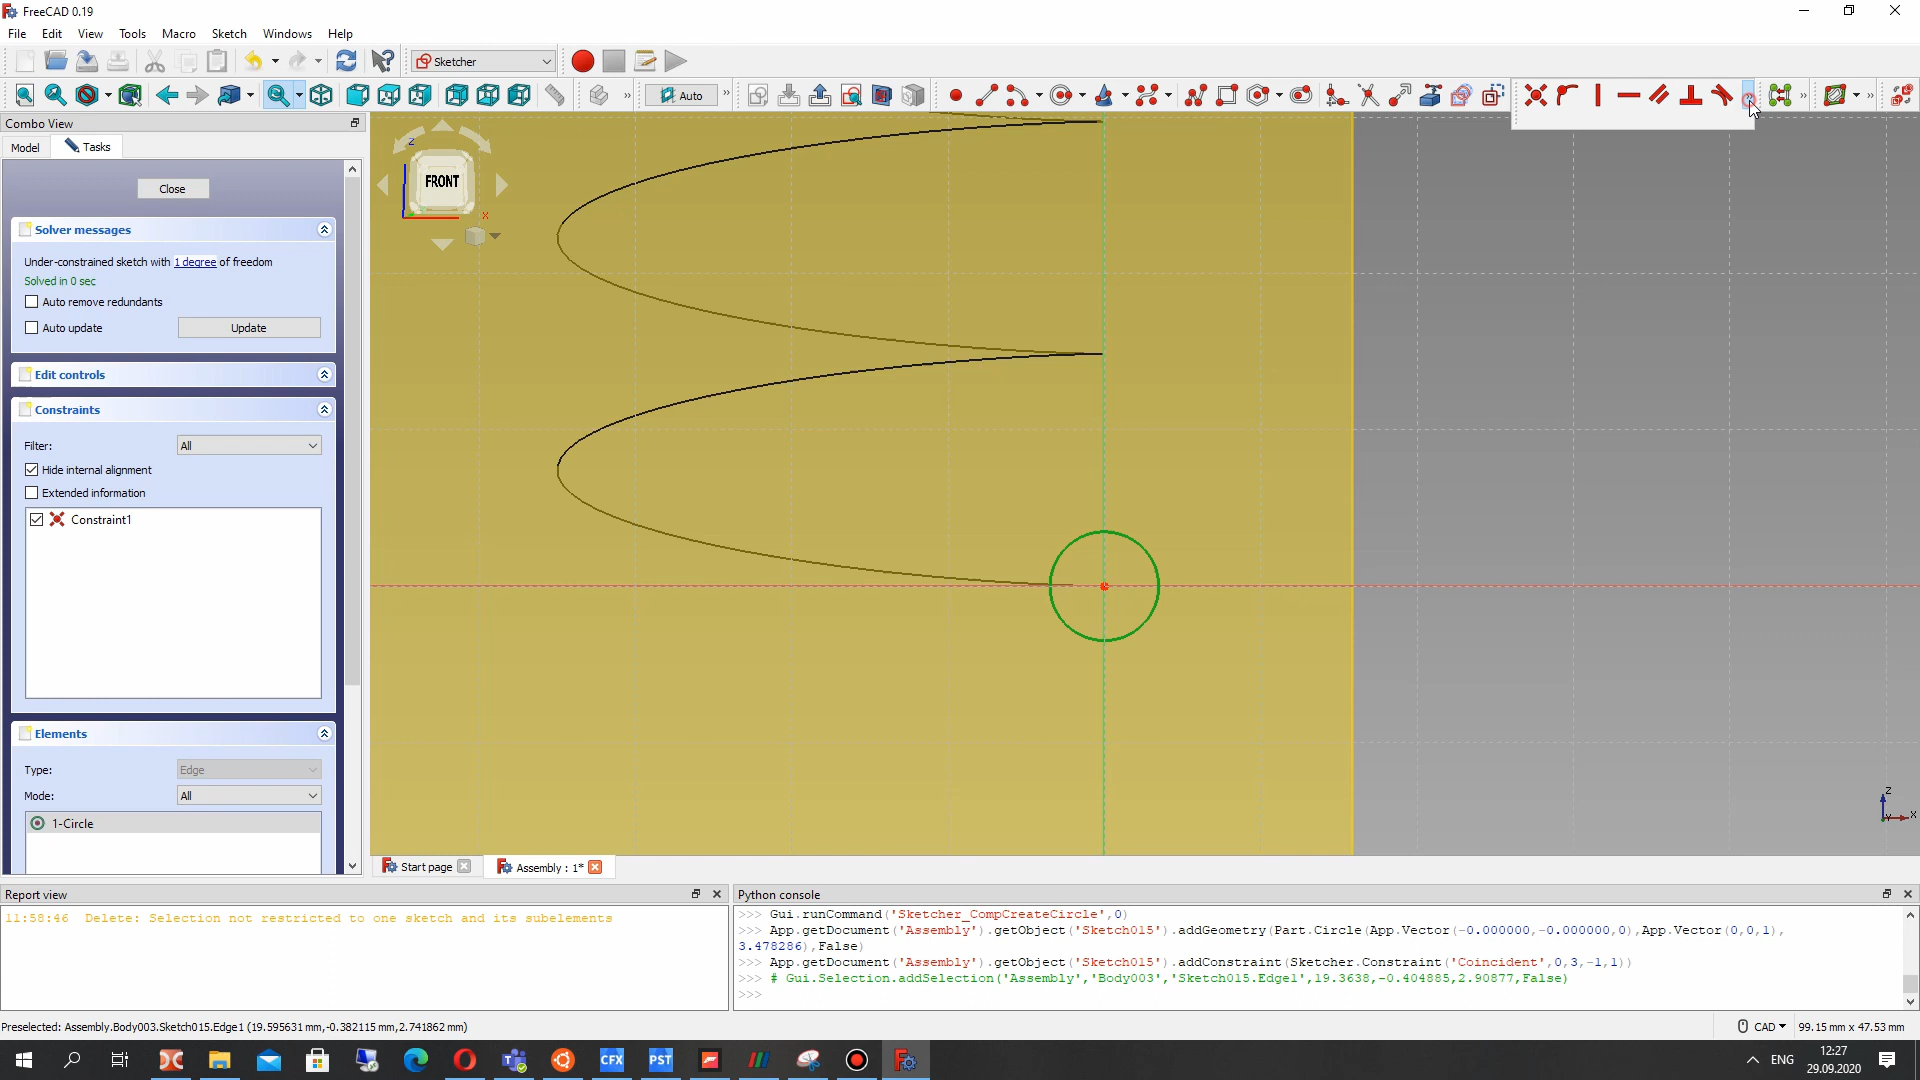 FreeCAD 0.19
File Edit View Tools Macro Sketch Windows Help
Sketcher
Auto
Combo View
Model Tasks
Close
Solver messages
Under-constrained sketch with 1 degree of freedom
Solved in 0 sec
Auto remove redundants
Auto update Update
Edit controls
Constraints
Filter: All
Hide internal alignment
Extended information
Constraint1
Elements
Type: Edge
Mode: All
1-Circle
FRONT
Z
X
Z
Y
X
Start page Assembly : 1*
Report view
11:58:46 Delete: Selection not restricted to one sketch and its subelements
Python console
>>> Gui.runCommand('Sketcher_CompCreateCircle',0)
>>> App.getDocument('Assembly').getObject('Sketch015').addGeometry(Part.Circle(App.Vector(-0.000000,-0.000000,0),App.Vector(0,0,1),
3.478286),False)
>>> App.getDocument('Assembly').getObject('Sketch015').addConstraint(Sketcher.Constraint('Coincident',0,3,-1,1))
>>> # Gui.Selection.addSelection('Assembly','Body003','Sketch015.Edge1',19.3638,-0.404885,2.90877,False)
>>>
Preselected: Assembly.Body003.Sketch015.Edge1 (19.595631 mm,-0.382115 mm,2.741862 mm)
CAD 99.15 mm x 47.53 mm
CFX PST
ENG
12:27
29.09.2020